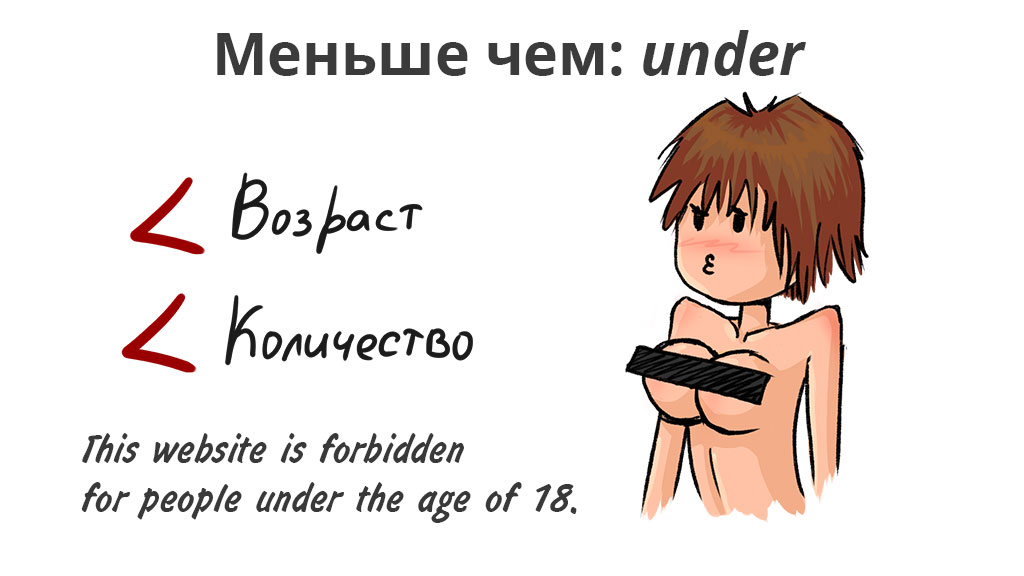 Меньше чем: under
< Возраст
< Количество
This website is forbidden
for people under the age of 18.